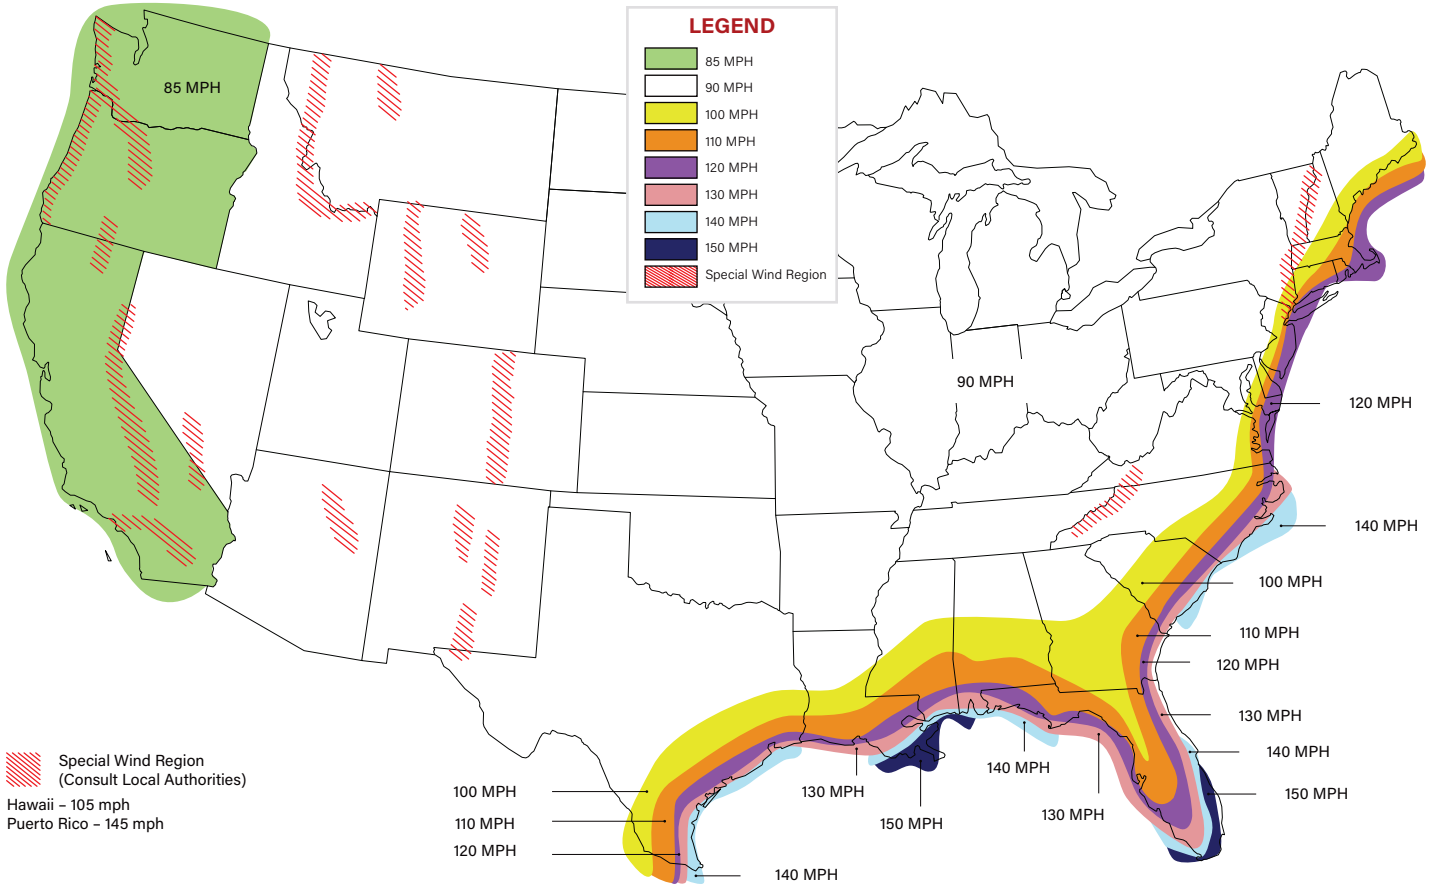 LEGEND
85 MPH
90 MPH
100 MPH
110 MPH
120 MPH
130 MPH
140 MPH
150 MPH
Special Wind Region
85 MPH
90 MPH
120 MPH
140 MPH
100 MPH
110 MPH
120 MPH
130 MPH
140 MPH
150 MPH
140 MPH
130 MPH
130 MPH
150 MPH
100 MPH
110 MPH
120 MPH
140 MPH
Special Wind Region
(Consult Local Authorities)
Hawaii – 105 mph
Puerto Rico – 145 mph